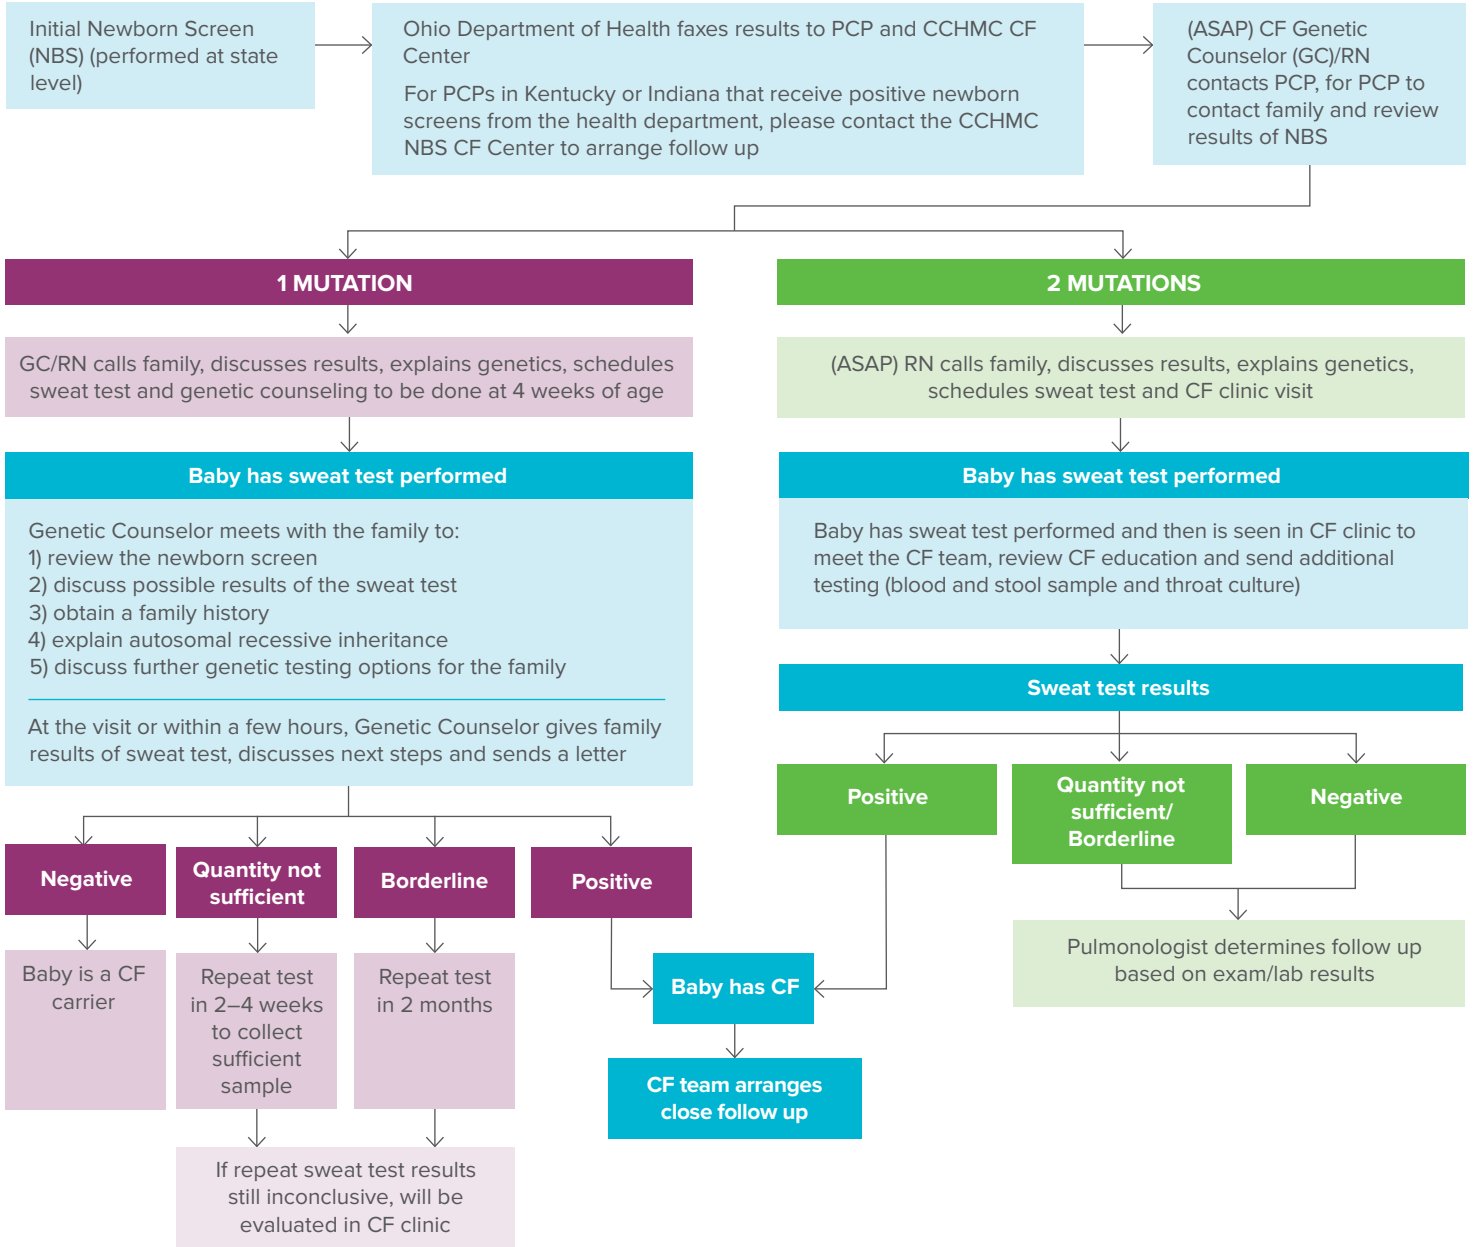 Initial Newborn Screen
(NBS) (performed at state
level)
Ohio Department of Health faxes results to PCP and CCHMC CF
Center
For PCPs in Kentucky or Indiana that receive positive newborn
screens from the health department, please contact the CCHMC
NBS CF Center to arrange follow up
(ASAP) CF Genetic
Counselor (GC)/RN
contacts PCP, for PCP to
contact family and review
results of NBS
1 MUTATION
GC/RN calls family, discusses results, explains genetics, schedules
sweat test and genetic counseling to be done at 4 weeks of age
Baby has sweat test performed
Genetic Counselor meets with the family to:
1) review the newborn screen
2) discuss possible results of the sweat test
3) obtain a family history
4) explain autosomal recessive inheritance
5) discuss further genetic testing options for the family
At the visit or within a few hours, Genetic Counselor gives family
results of sweat test, discusses next steps and sends a letter
Negative
Quantity not
sufficient
Borderline
Positive
Baby is a CF
carrier
Repeat test
in 2–4 weeks
to collect
sufficient
sample
Repeat test
in 2 months
If repeat sweat test results
still inconclusive, will be
evaluated in CF clinic
2 MUTATIONS
(ASAP) RN calls family, discusses results, explains genetics,
schedules sweat test and CF clinic visit
Baby has sweat test performed
Baby has sweat test performed and then is seen in CF clinic to
meet the CF team, review CF education and send additional
testing (blood and stool sample and throat culture)
Sweat test results
Positive
Quantity not
sufficient/
Borderline
Negative
Pulmonologist determines follow up
based on exam/lab results
Baby has CF
CF team arranges
close follow up